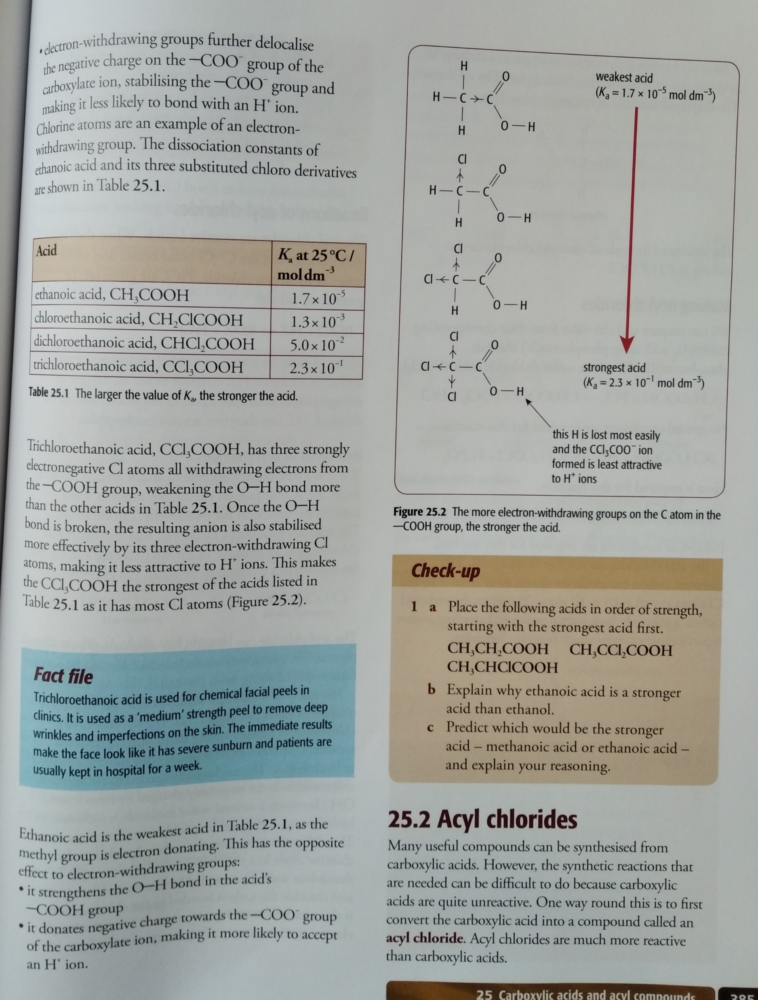 • electron-withdrawing groups further delocalise
the negative charge on the —COO⁻ group of the
carboxylate ion, stabilising the —COO⁻ group and
making it less likely to bond with an H⁺ ion.
Chlorine atoms are an example of an electron-
withdrawing group. The dissociation constants of
ethanoic acid and its three substituted chloro derivatives
are shown in Table 25.1.
Acid Kₐ at 25 °C /
mol dm⁻³
ethanoic acid, CH₃COOH 1.7 × 10⁻⁵
chloroethanoic acid, CH₂ClCOOH 1.3 × 10⁻³
dichloroethanoic acid, CHCl₂COOH 5.0 × 10⁻²
trichloroethanoic acid, CCl₃COOH 2.3 × 10⁻¹
Table 25.1 The larger the value of Kₐ, the stronger the acid.
Trichloroethanoic acid, CCl₃COOH, has three strongly
electronegative Cl atoms all withdrawing electrons from
the —COOH group, weakening the O—H bond more
than the other acids in Table 25.1. Once the O—H
bond is broken, the resulting anion is also stabilised
more effectively by its three electron-withdrawing Cl
atoms, making it less attractive to H⁺ ions. This makes
the CCl₃COOH the strongest of the acids listed in
Table 25.1 as it has most Cl atoms (Figure 25.2).
Fact file
Trichloroethanoic acid is used for chemical facial peels in
clinics. It is used as a ‘medium’ strength peel to remove deep
wrinkles and imperfections on the skin. The immediate results
make the face look like it has severe sunburn and patients are
usually kept in hospital for a week.
Ethanoic acid is the weakest acid in Table 25.1, as the
methyl group is electron donating. This has the opposite
effect to electron-withdrawing groups:
• it strengthens the O—H bond in the acid’s
—COOH group
• it donates negative charge towards the —COO⁻ group
of the carboxylate ion, making it more likely to accept
an H⁺ ion.
H
O
H — C → C
H
O — H
Cl
O
H — C — C
H
O — H
Cl
O
Cl ← C — C
H
O — H
Cl
O
Cl ← C — C
Cl
O — H
weakest acid
(Kₐ = 1.7 × 10⁻⁵ mol dm⁻³)
strongest acid
(Kₐ = 2.3 × 10⁻¹ mol dm⁻³)
this H is lost most easily
and the CCl₃COO⁻ ion
formed is least attractive
to H⁺ ions
Figure 25.2 The more electron-withdrawing groups on the C atom in the
—COOH group, the stronger the acid.
Check-up
1 a Place the following acids in order of strength,
starting with the strongest acid first.
CH₃CH₂COOH CH₃CCl₂COOH
CH₃CHClCOOH
b Explain why ethanoic acid is a stronger
acid than ethanol.
c Predict which would be the stronger
acid – methanoic acid or ethanoic acid –
and explain your reasoning.
25.2 Acyl chlorides
Many useful compounds can be synthesised from
carboxylic acids. However, the synthetic reactions that
are needed can be difficult to do because carboxylic
acids are quite unreactive. One way round this is to first
convert the carboxylic acid into a compound called an
acyl chloride. Acyl chlorides are much more reactive
than carboxylic acids.
25 Carboxylic acids and acyl compounds